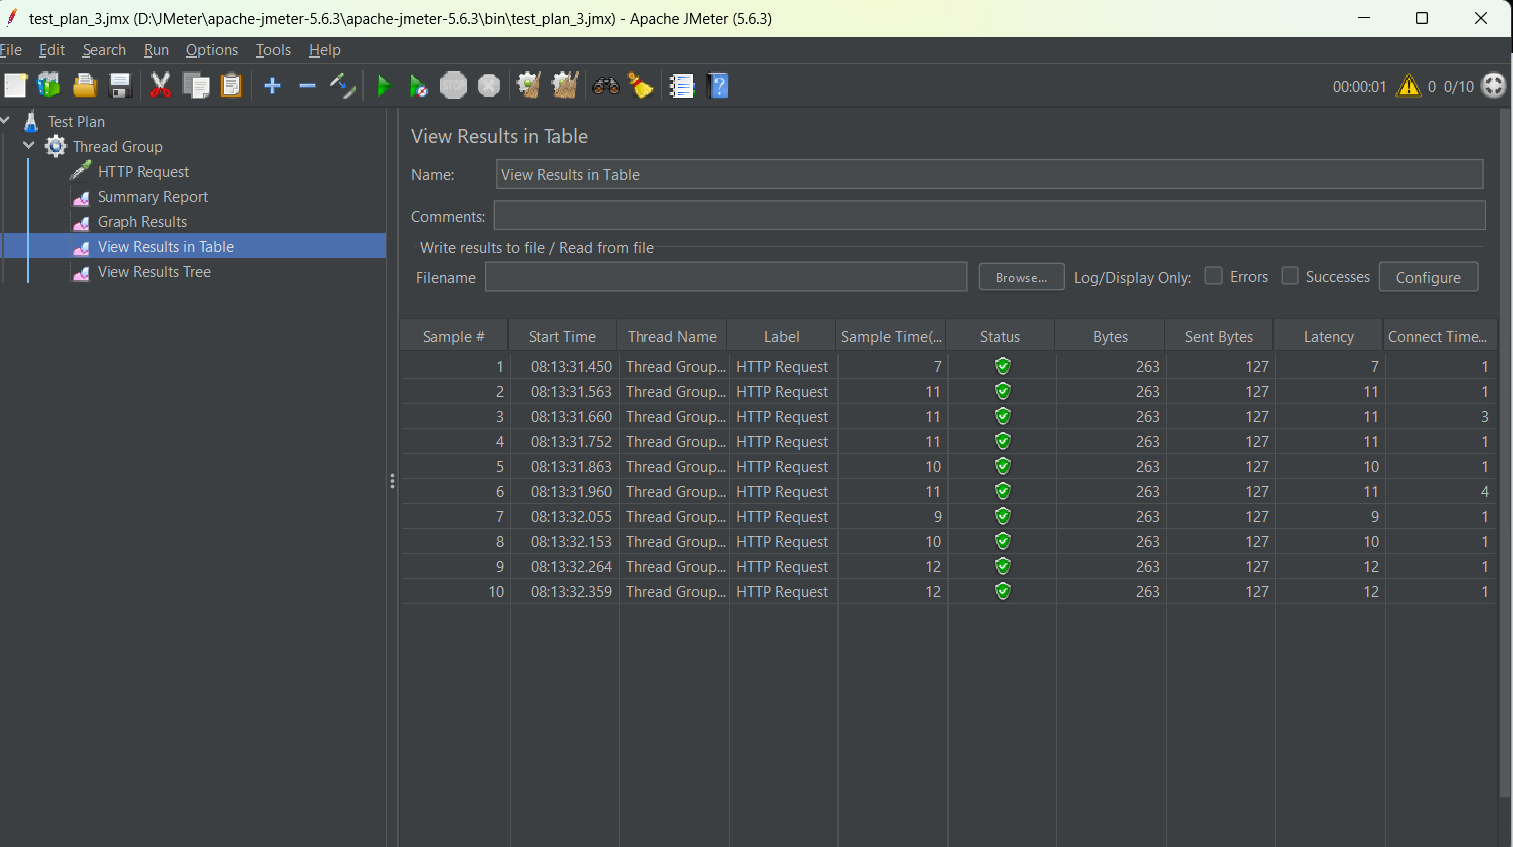 test_plan_3.jmx (D:\JMeter\apache-jmeter-5.6.3\apache-jmeter-5.6.3\bin\test_plan_3.jmx) - Apache JMeter (5.6.3)
File Edit Search Run Options Tools Help
STOP 00:00:01 0 0/10
Test Plan
Thread Group
HTTP Request
Summary Report
Graph Results
View Results in Table
View Results Tree
View Results in Table
Name: View Results in Table
Comments:
Write results to file / Read from file
Filename Browse... Log/Display Only: Errors Successes Configure
Sample # Start Time Thread Name Label Sample Time(... Status Bytes Sent Bytes Latency Connect Time...
1 08:13:31.450 Thread Group... HTTP Request 7 263 127 7 1
2 08:13:31.563 Thread Group... HTTP Request 11 263 127 11 1
3 08:13:31.660 Thread Group... HTTP Request 11 263 127 11 3
4 08:13:31.752 Thread Group... HTTP Request 11 263 127 11 1
5 08:13:31.863 Thread Group... HTTP Request 10 263 127 10 1
6 08:13:31.960 Thread Group... HTTP Request 11 263 127 11 4
7 08:13:32.055 Thread Group... HTTP Request 9 263 127 9 1
8 08:13:32.153 Thread Group... HTTP Request 10 263 127 10 1
9 08:13:32.264 Thread Group... HTTP Request 12 263 127 12 1
10 08:13:32.359 Thread Group... HTTP Request 12 263 127 12 1